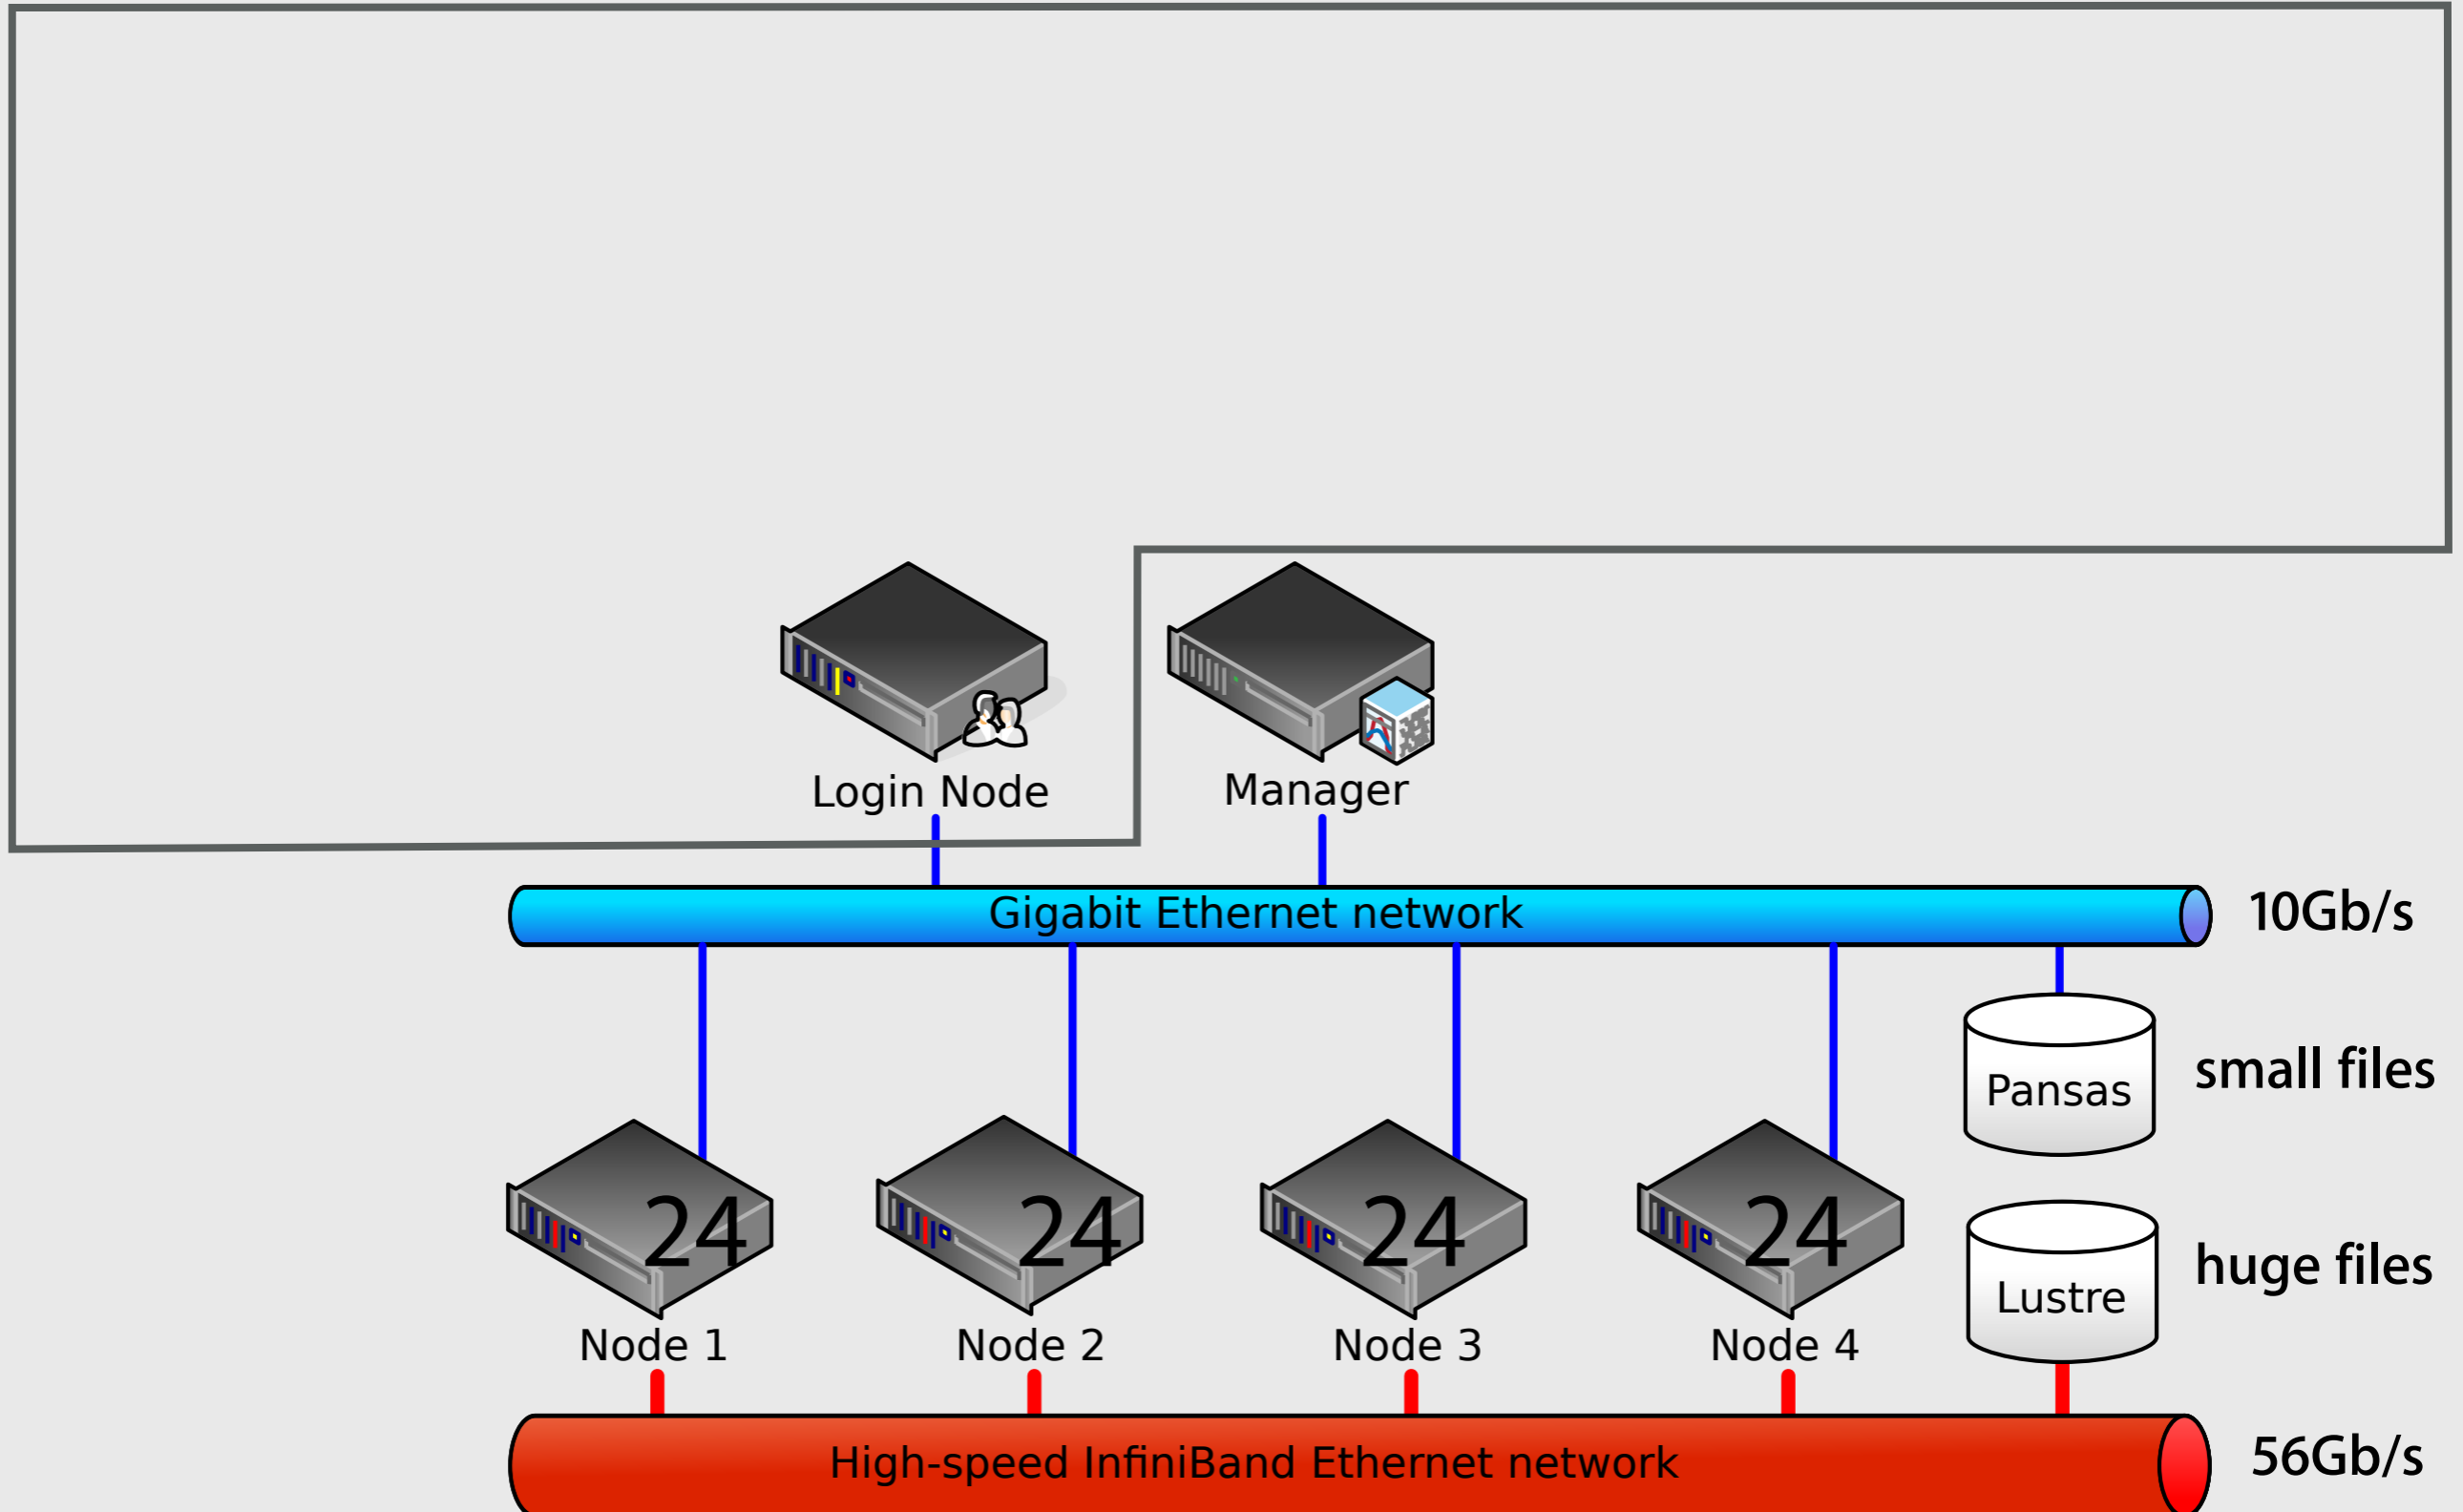 Login Node
Manager
Gigabit Ethernet network
10Gb/s
Pansas
small files
24
24
24
24
Lustre
huge files
Node 1
Node 2
Node 3
Node 4
High-speed InfiniBand Ethernet network
56Gb/s